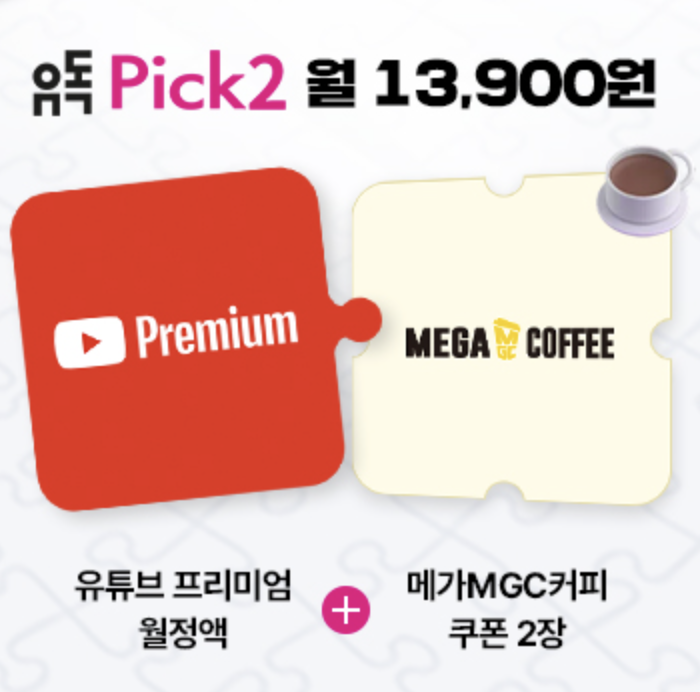 유독 Pick2 월 13,900원
Premium
MEGA MGC COFFEE
유튜브 프리미엄
월정액
+
메가MGC커피
쿠폰 2장